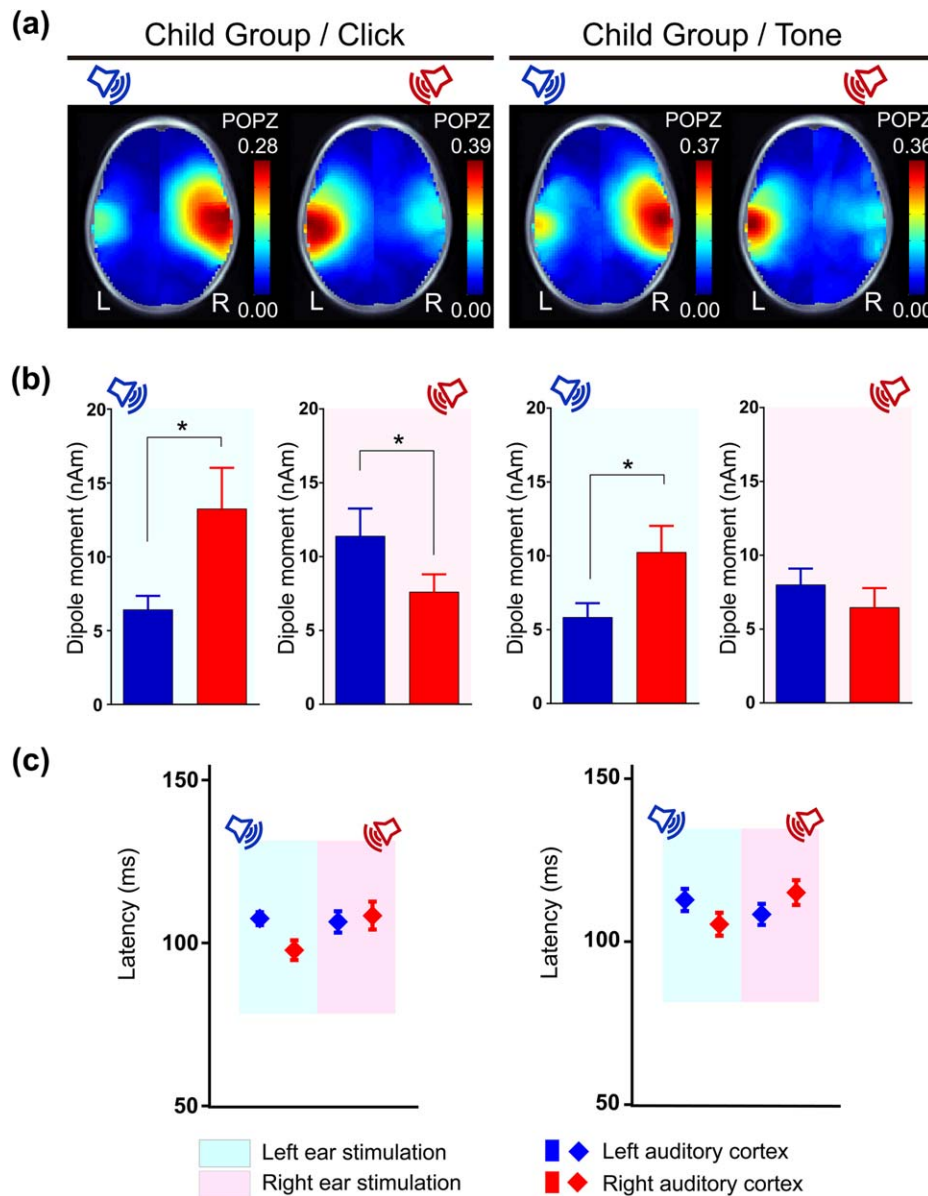 (a)
Child Group / Click
Child Group / Tone
POPZ
0.28
0.00
L R
POPZ
0.39
0.00
L R
POPZ
0.37
0.00
L R
POPZ
0.36
0.00
L R
(b)
Dipole moment (nAm)
20
15
10
5
0
*
Dipole moment (nAm)
20
15
10
5
0
*
Dipole moment (nAm)
20
15
10
5
0
*
Dipole moment (nAm)
20
15
10
5
0
(c)
Latency (ms)
150
100
50
Latency (ms)
150
100
50
Left ear stimulation
Right ear stimulation
Left auditory cortex
Right auditory cortex